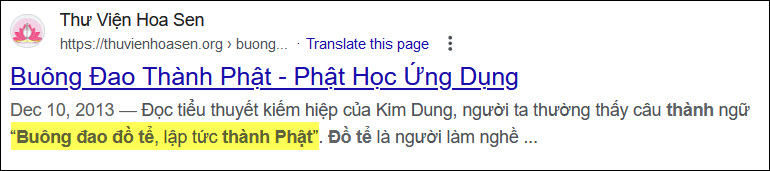 Thư Viện Hoa Sen
https://thuvienhoasen.org › buong... · Translate this page
Buông Đao Thành Phật - Phật Học Ứng Dụng
Dec 10, 2013 — Đọc tiểu thuyết kiếm hiệp của Kim Dung, người ta thường thấy câu thành ngữ
“Buông đao đồ tể, lập tức thành Phật”. Đồ tể là người làm nghề ...